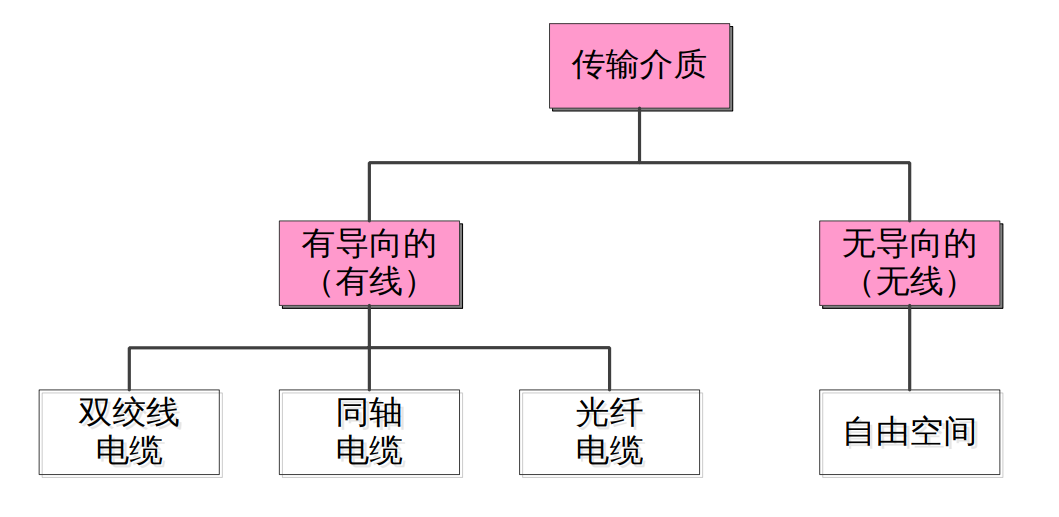 传输介质
有导向的
（有线）
无导向的
（无线）
双绞线
电缆
同轴
电缆
光纤
电缆
自由空间